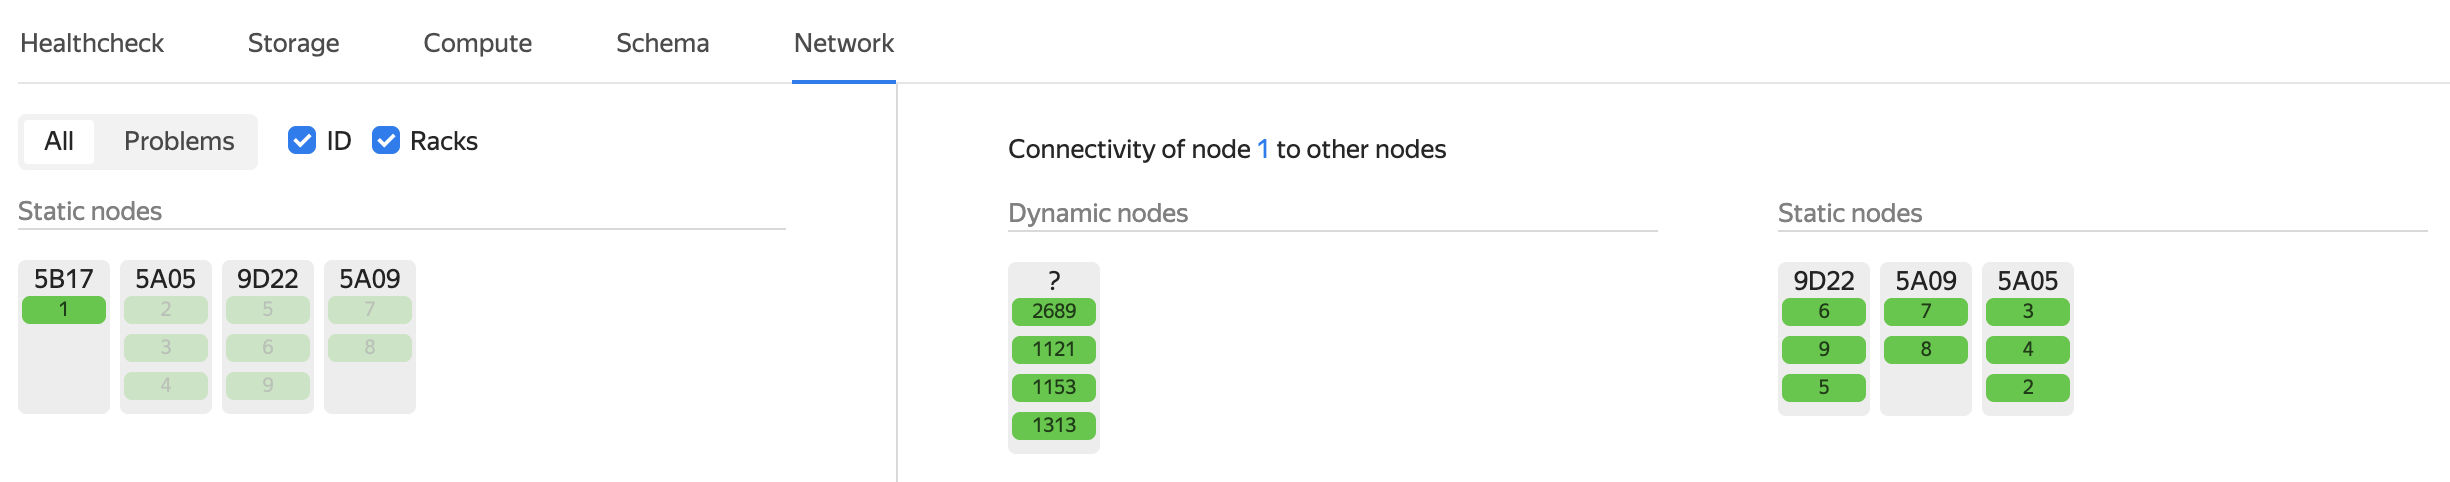 Healthcheck Storage Compute Schema Network
All Problems ID Racks
Static nodes
5B17 5A05 9D22 5A09
1 2 5 7
3 6 8
4 9
Connectivity of node 1 to other nodes
Dynamic nodes
?
2689
1121
1153
1313
Static nodes
9D22 5A09 5A05
6 7 3
9 8 4
5 2